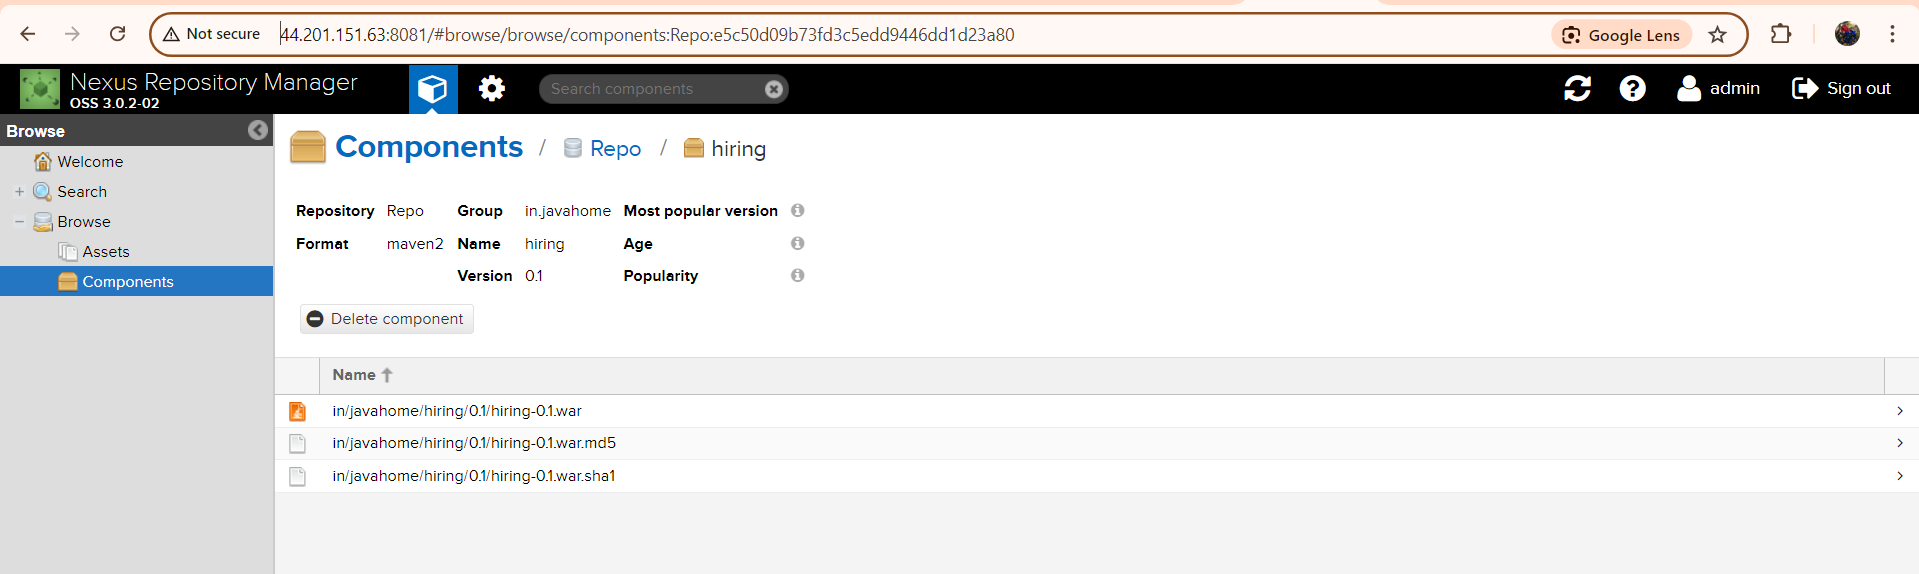 Not secure 44.201.151.63:8081/#browse/browse/components:Repo:e5c50d09b73fd3c5edd9446dd1d23a80 Google Lens
Nexus Repository Manager
OSS 3.0.2-02
Search components
admin Sign out
Browse
Welcome
Search
Browse
Assets
Components
Components / Repo / hiring
Repository Repo Group in.javahome Most popular version
Format maven2 Name hiring Age
Version 0.1 Popularity
Delete component
Name
in/javahome/hiring/0.1/hiring-0.1.war
in/javahome/hiring/0.1/hiring-0.1.war.md5
in/javahome/hiring/0.1/hiring-0.1.war.sha1